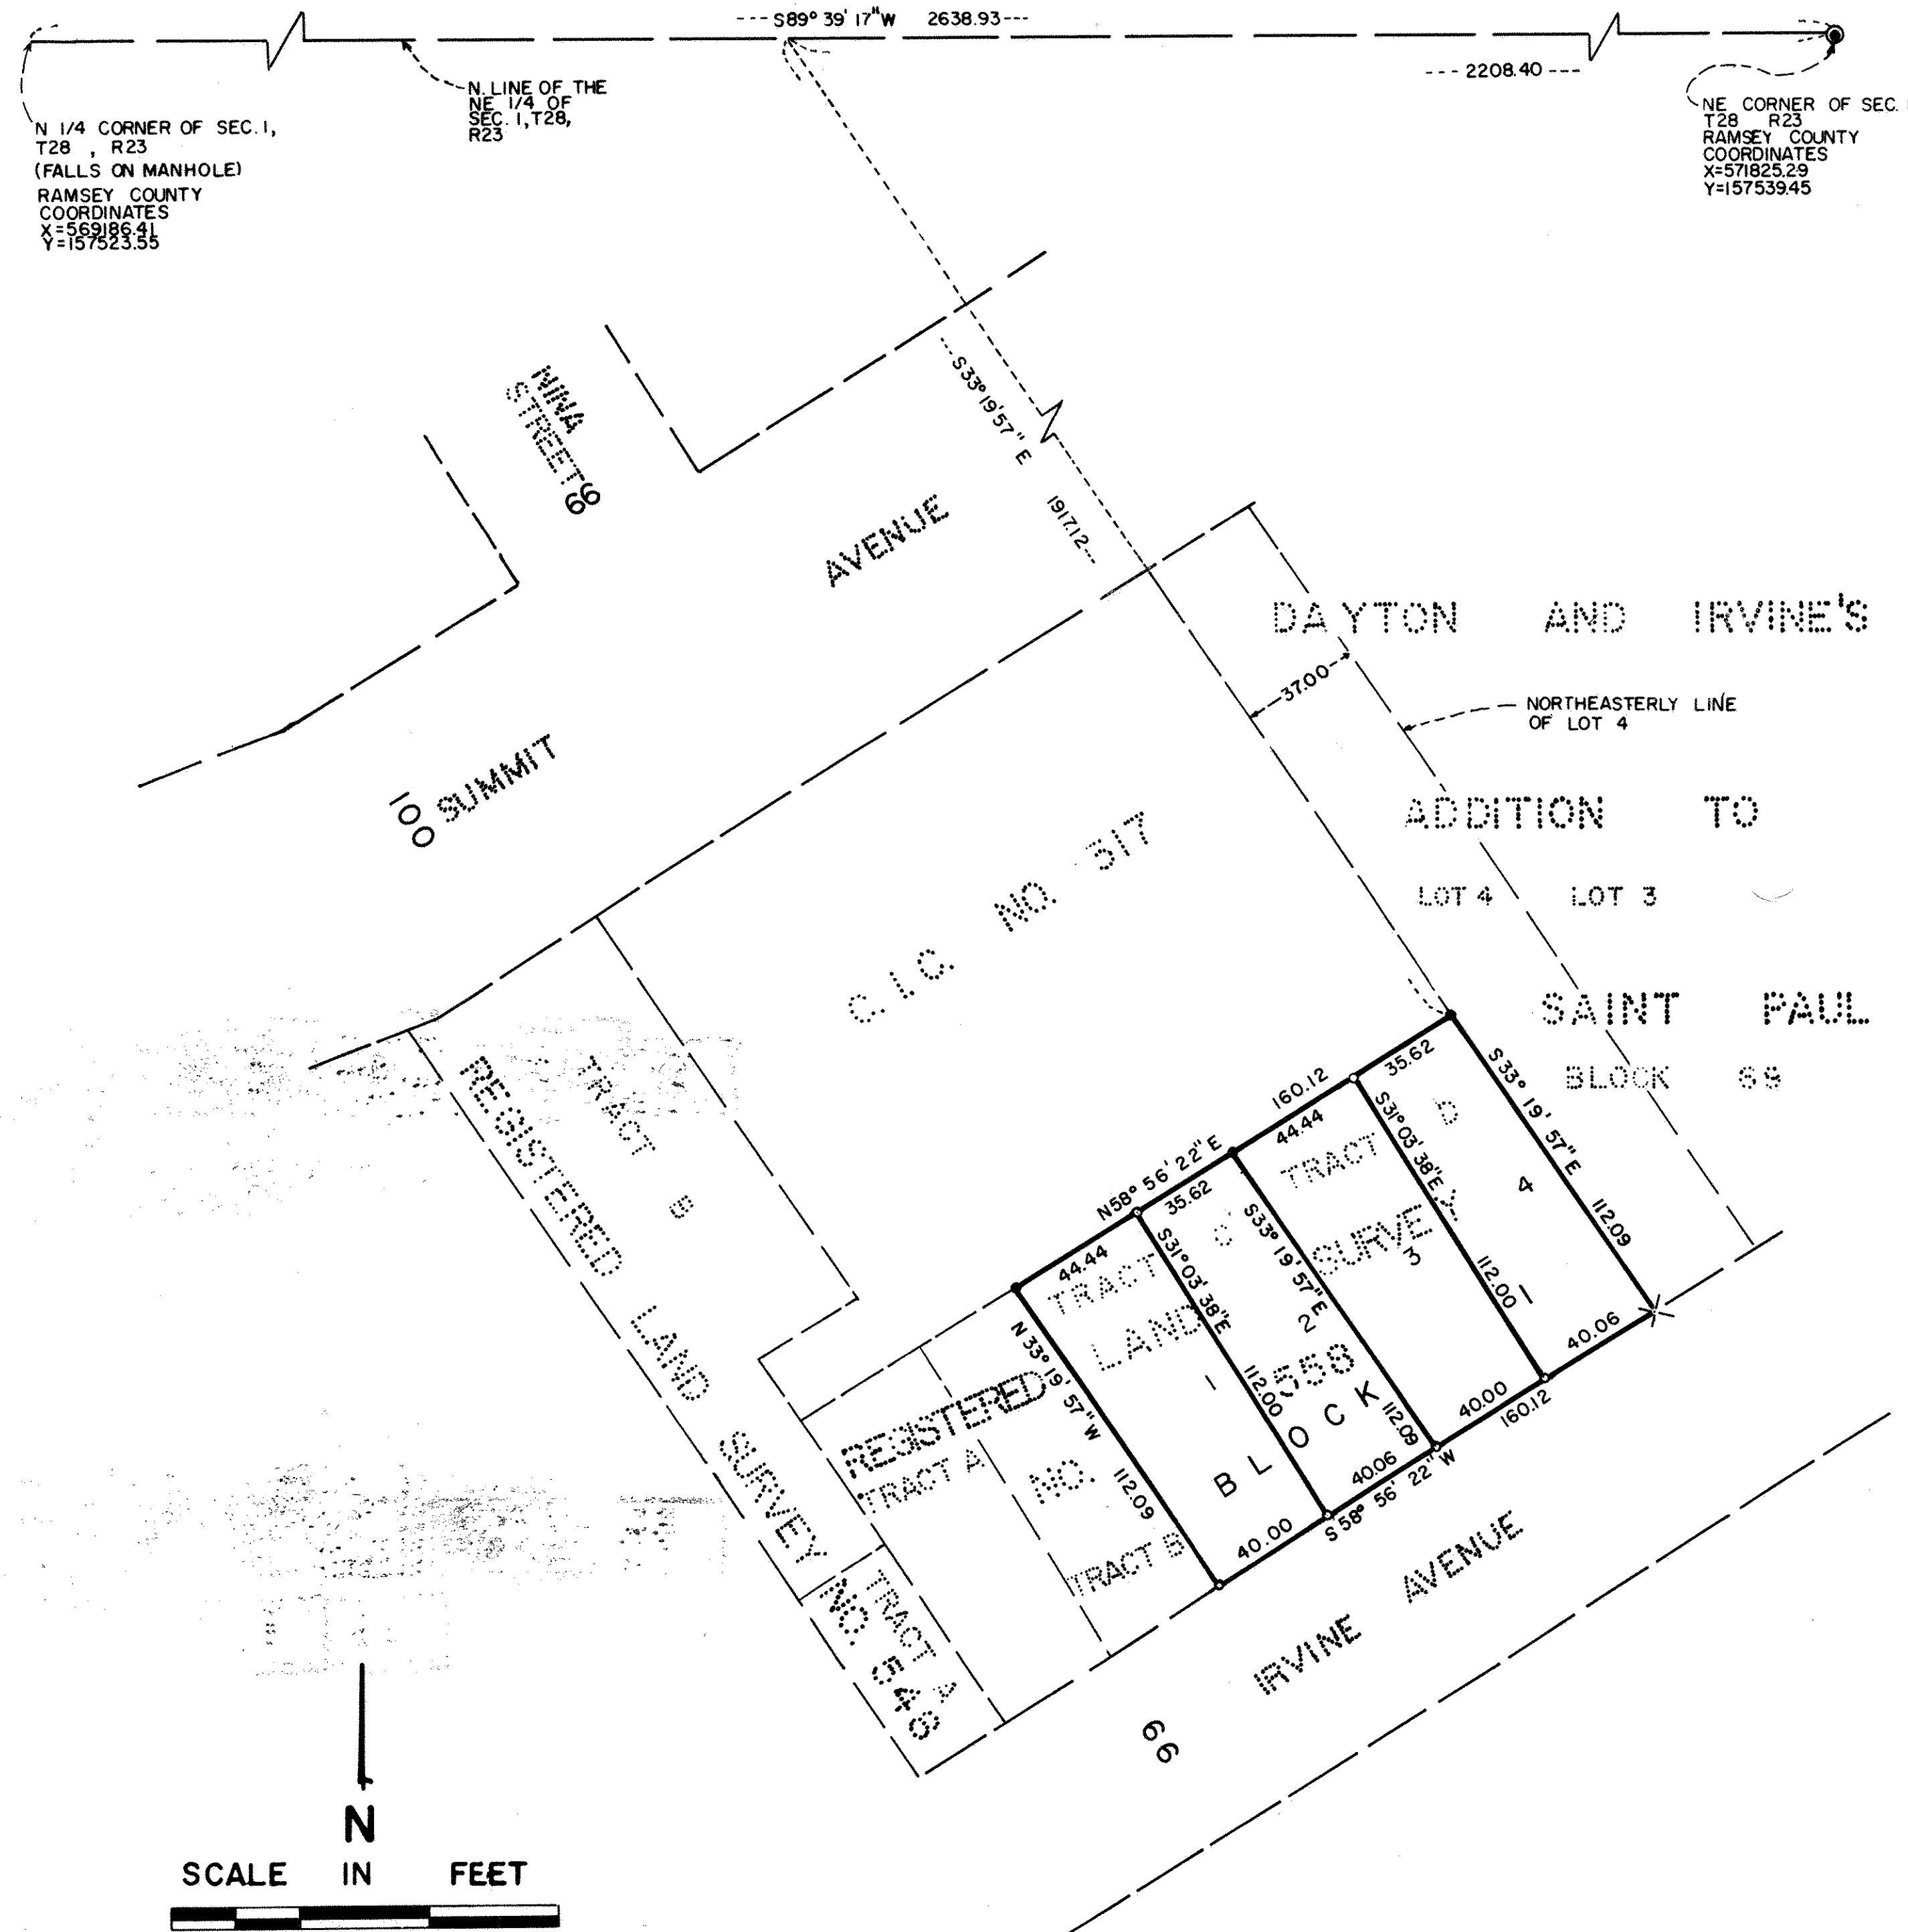 --- S89° 39' 17" W 2638.93 ---
--- 2208.40 ---
N. LINE OF THE
NE 1/4 OF
SEC. 1, T28,
R23
N 1/4 CORNER OF SEC. 1,
T28 , R23
(FALLS ON MANHOLE)
RAMSEY COUNTY
COORDINATES
X=569186.41
Y=157523.55
NE CORNER OF SEC.
T28 R23
RAMSEY COUNTY
COORDINATES
X=571825.29
Y=157539.45
MINA
STREET
66
S33° 19' 57" E
1917.12---
AVENUE
SUMMIT
100
DAYTON AND IRVINE'S
37.00
NORTHEASTERLY LINE
OF LOT 4
ADDITION TO
LOT 4 LOT 3
SAINT PAUL
BLOCK 69
C. I. C. NO. 317
REGISTERED LAND SURVEY NO. 546
TRACT B
TRACT A
N58° 56' 22" E
160.12
44.44
35.62
44.44
35.62
N 33° 19' 57" W
112.09
S31° 03' 38" E
112.00
S33° 19' 57" E
112.09
S31° 03' 38" E
112.00
S33° 19' 57" E
112.09
TRACT C
TRACT D
REGISTERED LAND SURVEY
NO. 558
TRACT A
TRACT B
1
2
3
4
BLOCK 1
40.00
40.06
40.00
40.06
S 58° 56' 22" W
160.12
IRVINE AVENUE
66
N
SCALE IN FEET